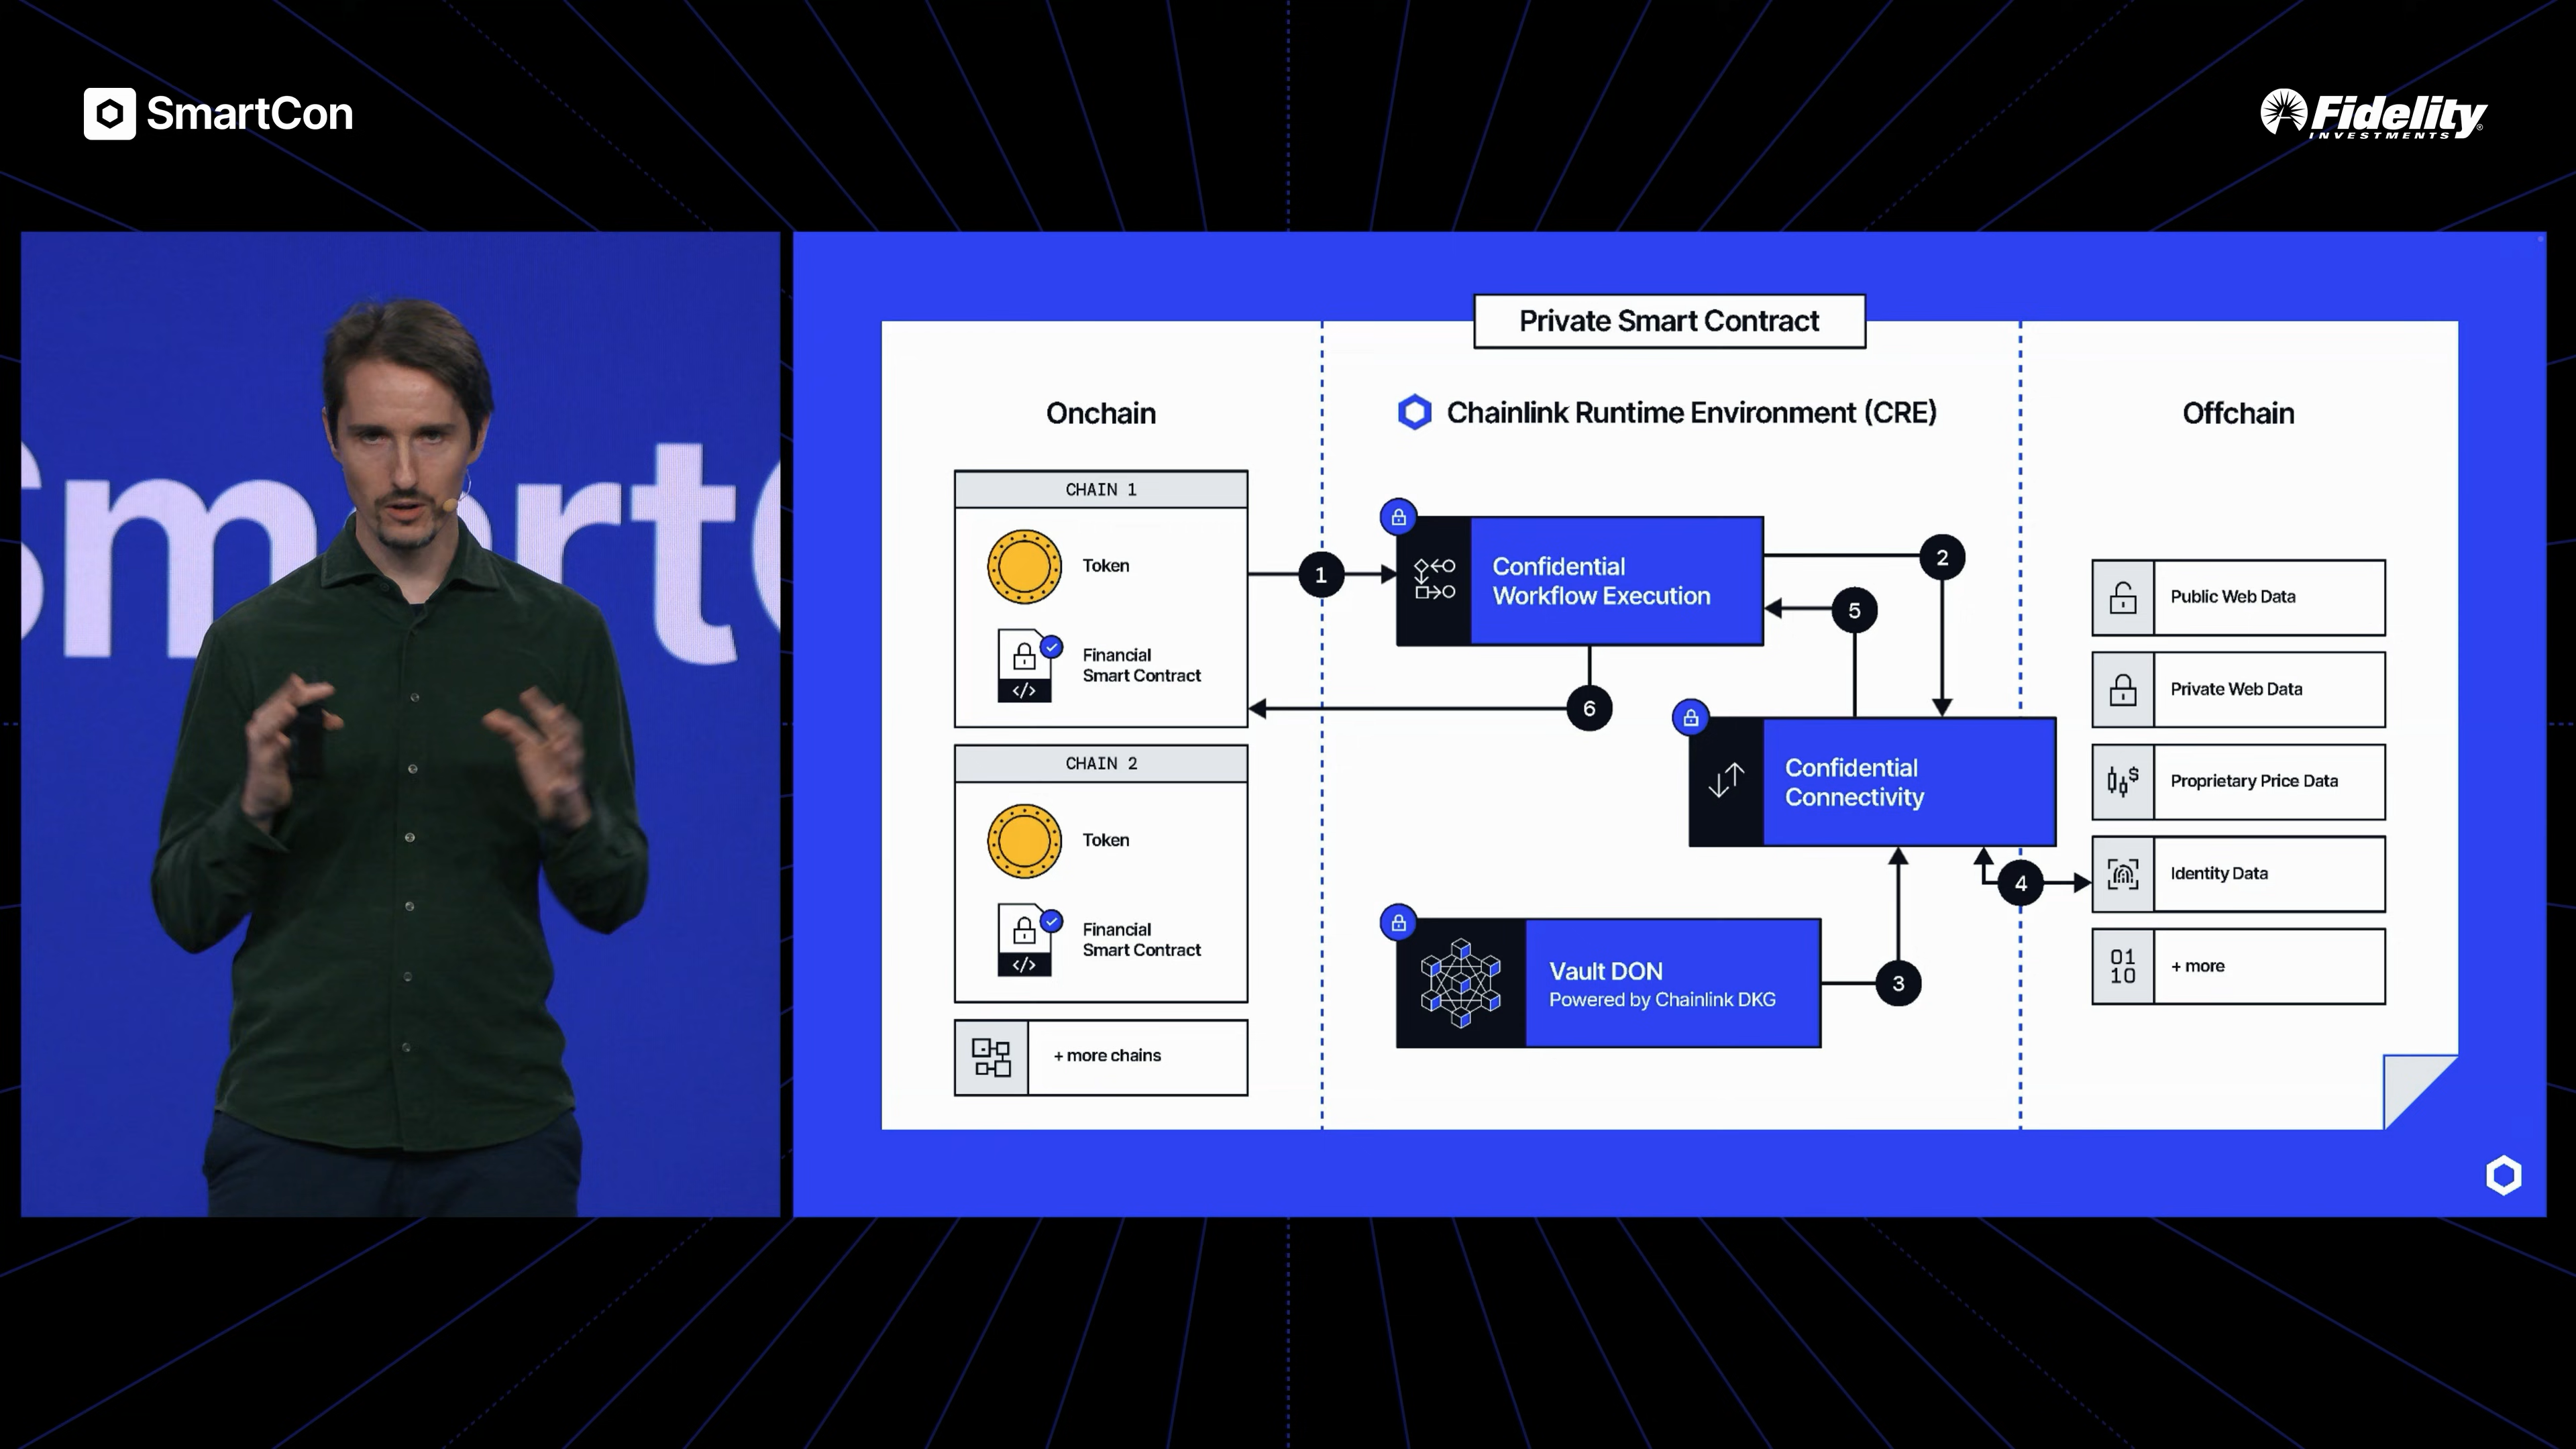 SmartCon
Fidelity
INVESTMENTS
Private Smart Contract
Onchain
Chainlink Runtime Environment (CRE)
Offchain
CHAIN 1
Token
Financial
Smart Contract
</>
CHAIN 2
Token
Financial
Smart Contract
</>
+ more chains
1
Confidential
Workflow Execution
2
5
6
Confidential
Connectivity
4
Vault DON
Powered by Chainlink DKG
3
Public Web Data
Private Web Data
$
Proprietary Price Data
Identity Data
01
10
+ more